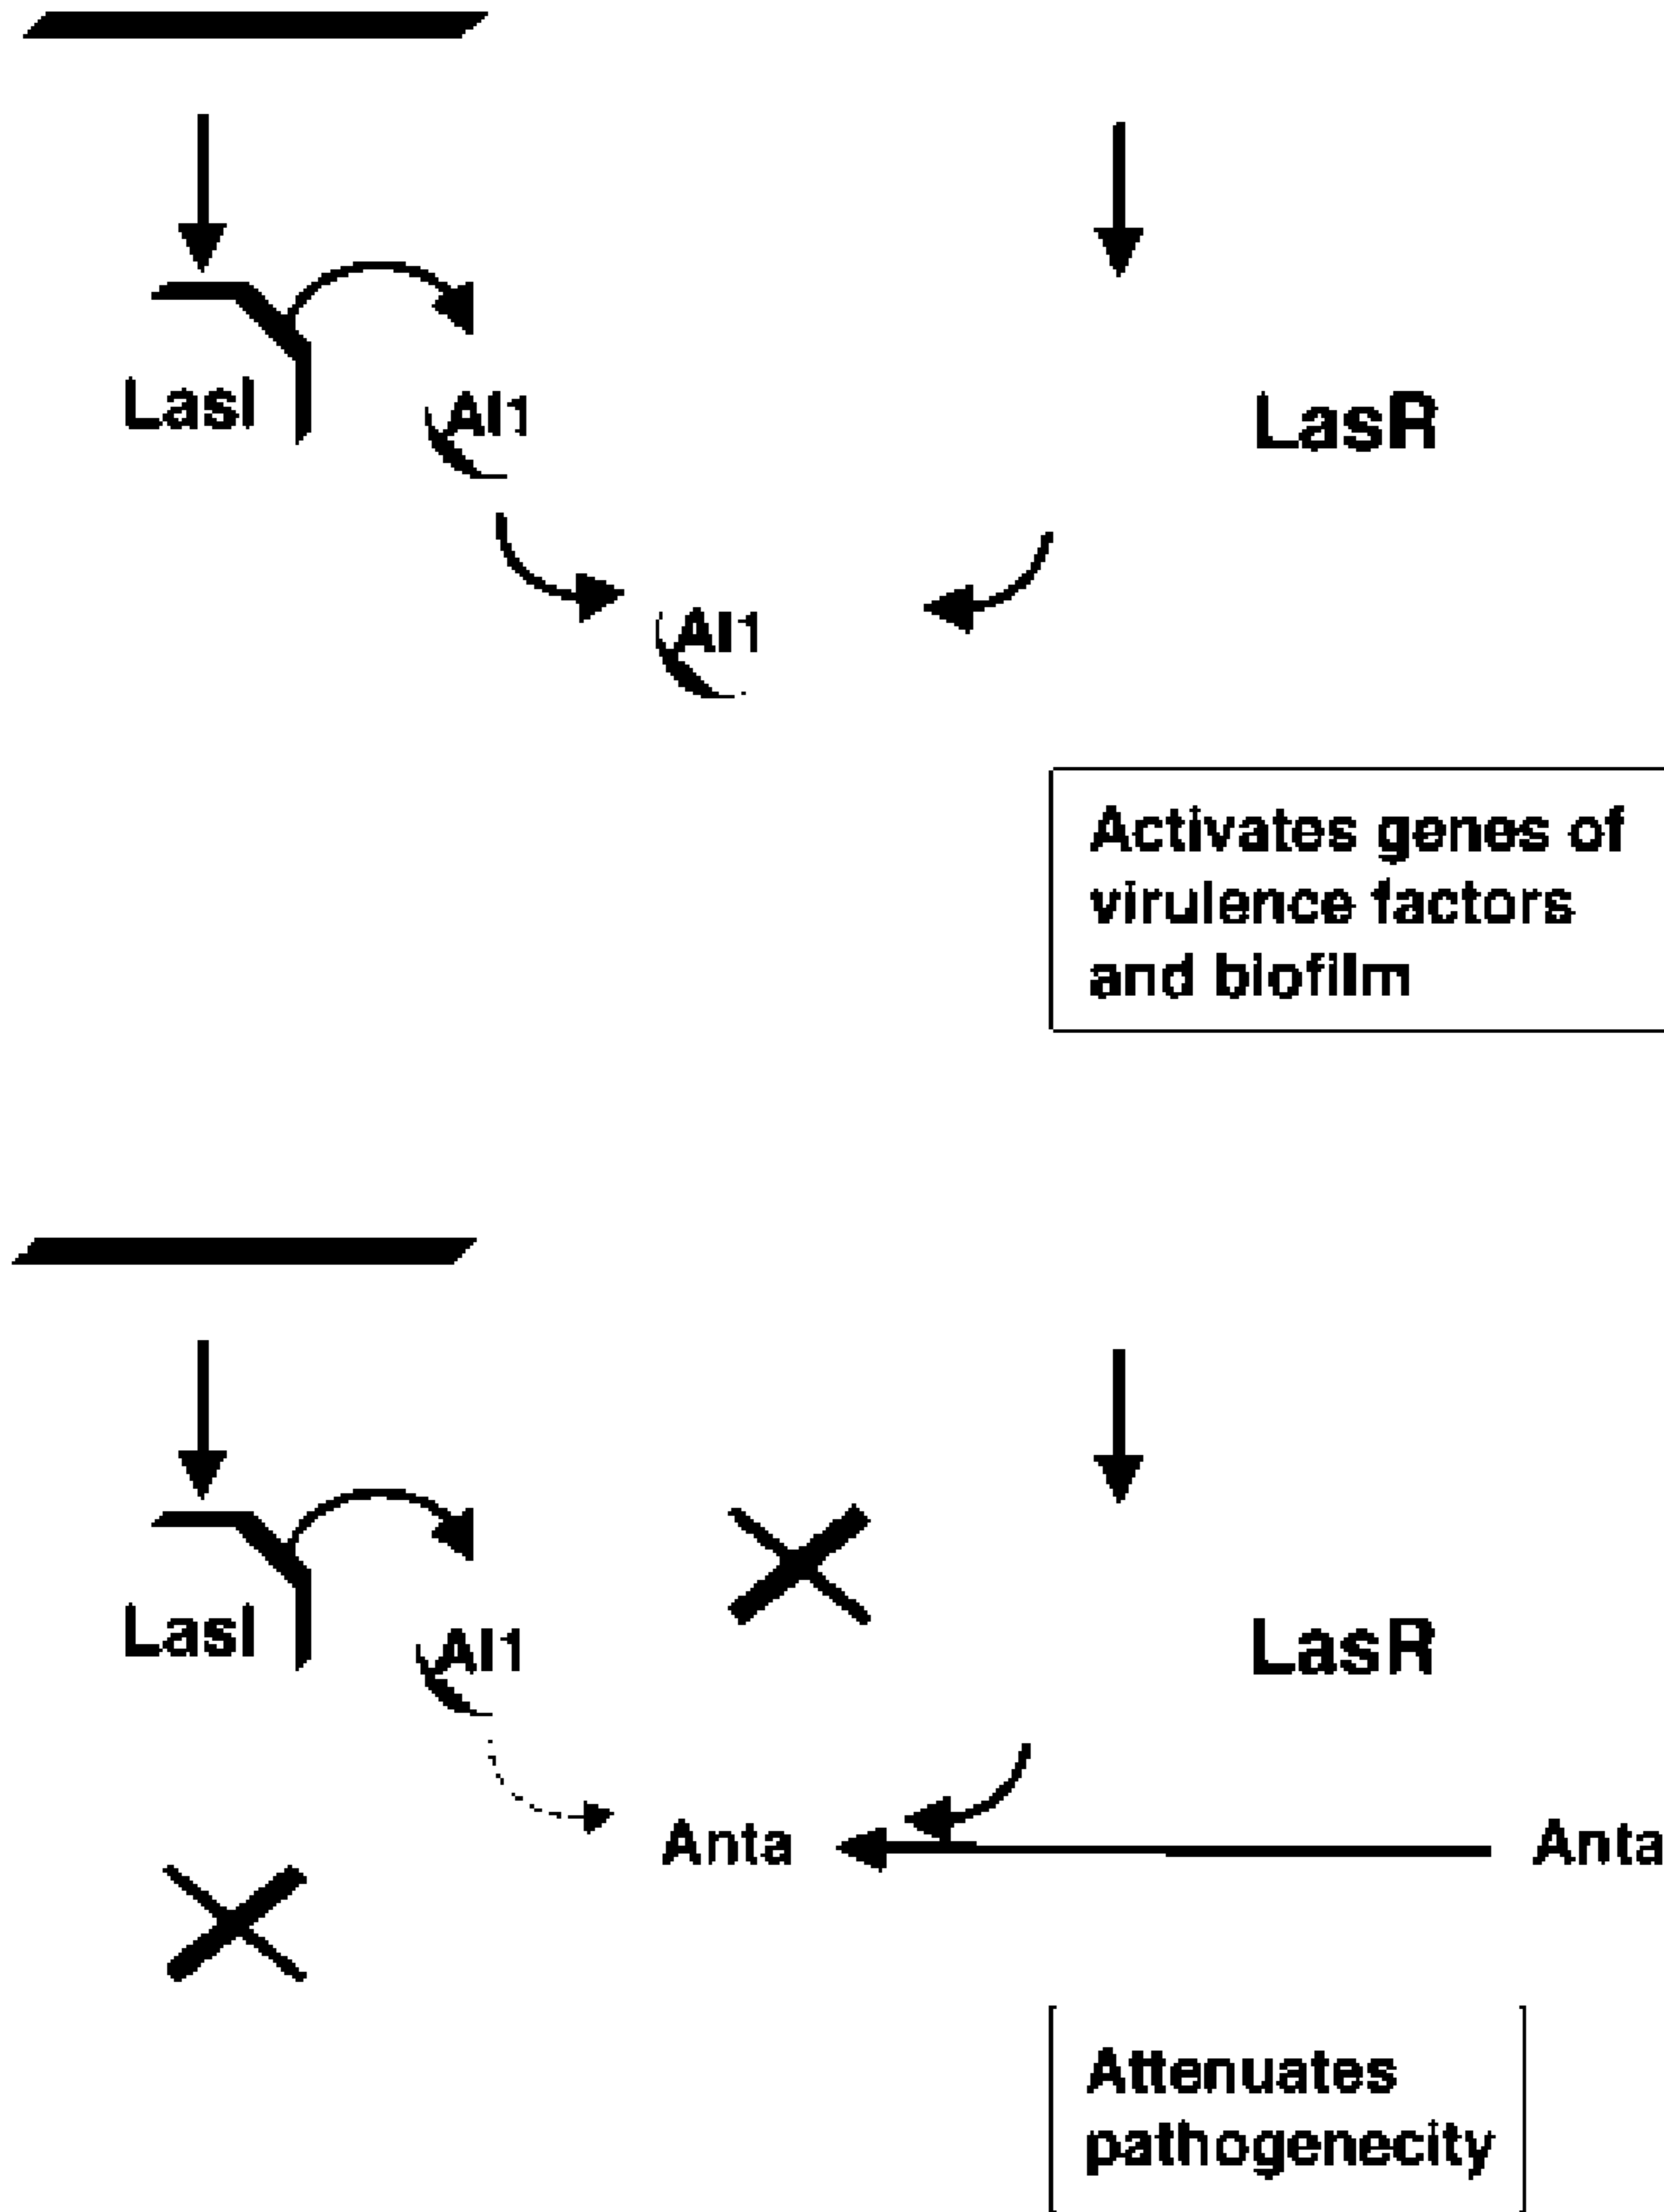 LasI
AI1
LasR
AI1
Activates genes of
virulence factors
and biofilm
LasI
AI1
LasR
Anta
Anta
Attenuates
pathogenecity